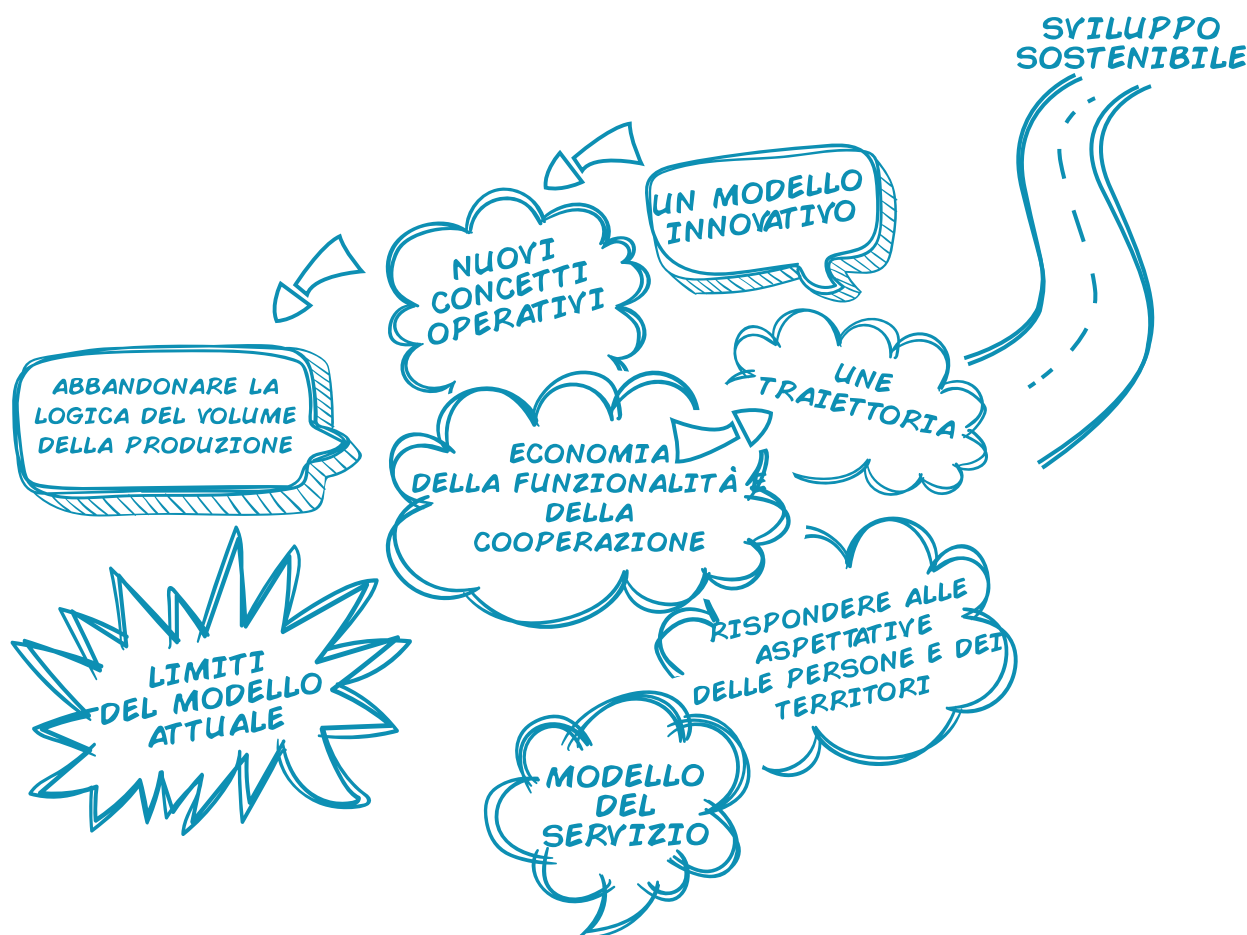 SVILUPPO
SOSTENIBILE
UN MODELLO
INNOVATIVO
NUOVI
CONCETTI
OPERATIVI
ABBANDONARE LA
LOGICA DEL VOLUME
DELLA PRODUZIONE
UNE
TRAIETTORIA
ECONOMIA
DELLA FUNZIONALITÀ E
DELLA
COOPERAZIONE
LIMITI
DEL MODELLO
ATTUALE
RISPONDERE ALLE
ASPETTATIVE
DELLE PERSONE E DEI
TERRITORI
MODELLO
DEL
SERVIZIO